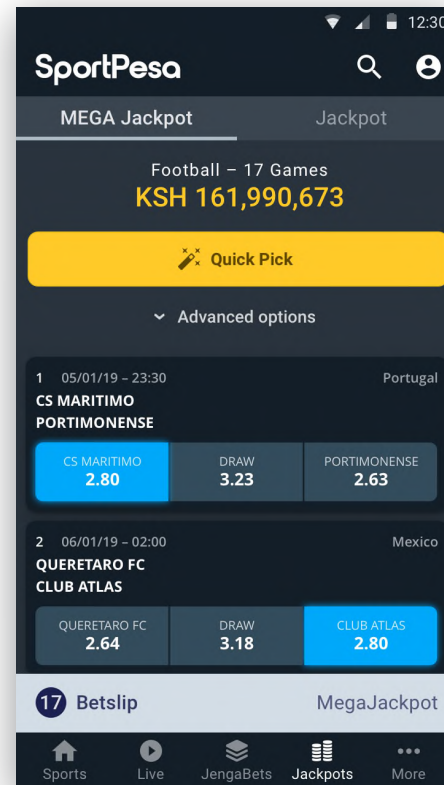 12:30
SportPesa
MEGA Jackpot Jackpot
Football – 17 Games
KSH 161,990,673
Quick Pick
Advanced options
1 05/01/19 – 23:30 Portugal
CS MARITIMO
PORTIMONENSE
CS MARITIMO DRAW PORTIMONENSE
2.80 3.23 2.63
2 06/01/19 – 02:00 Mexico
QUERETARO FC
CLUB ATLAS
QUERETARO FC DRAW CLUB ATLAS
2.64 3.18 2.80
17 Betslip MegaJackpot
Sports Live JengaBets Jackpots More